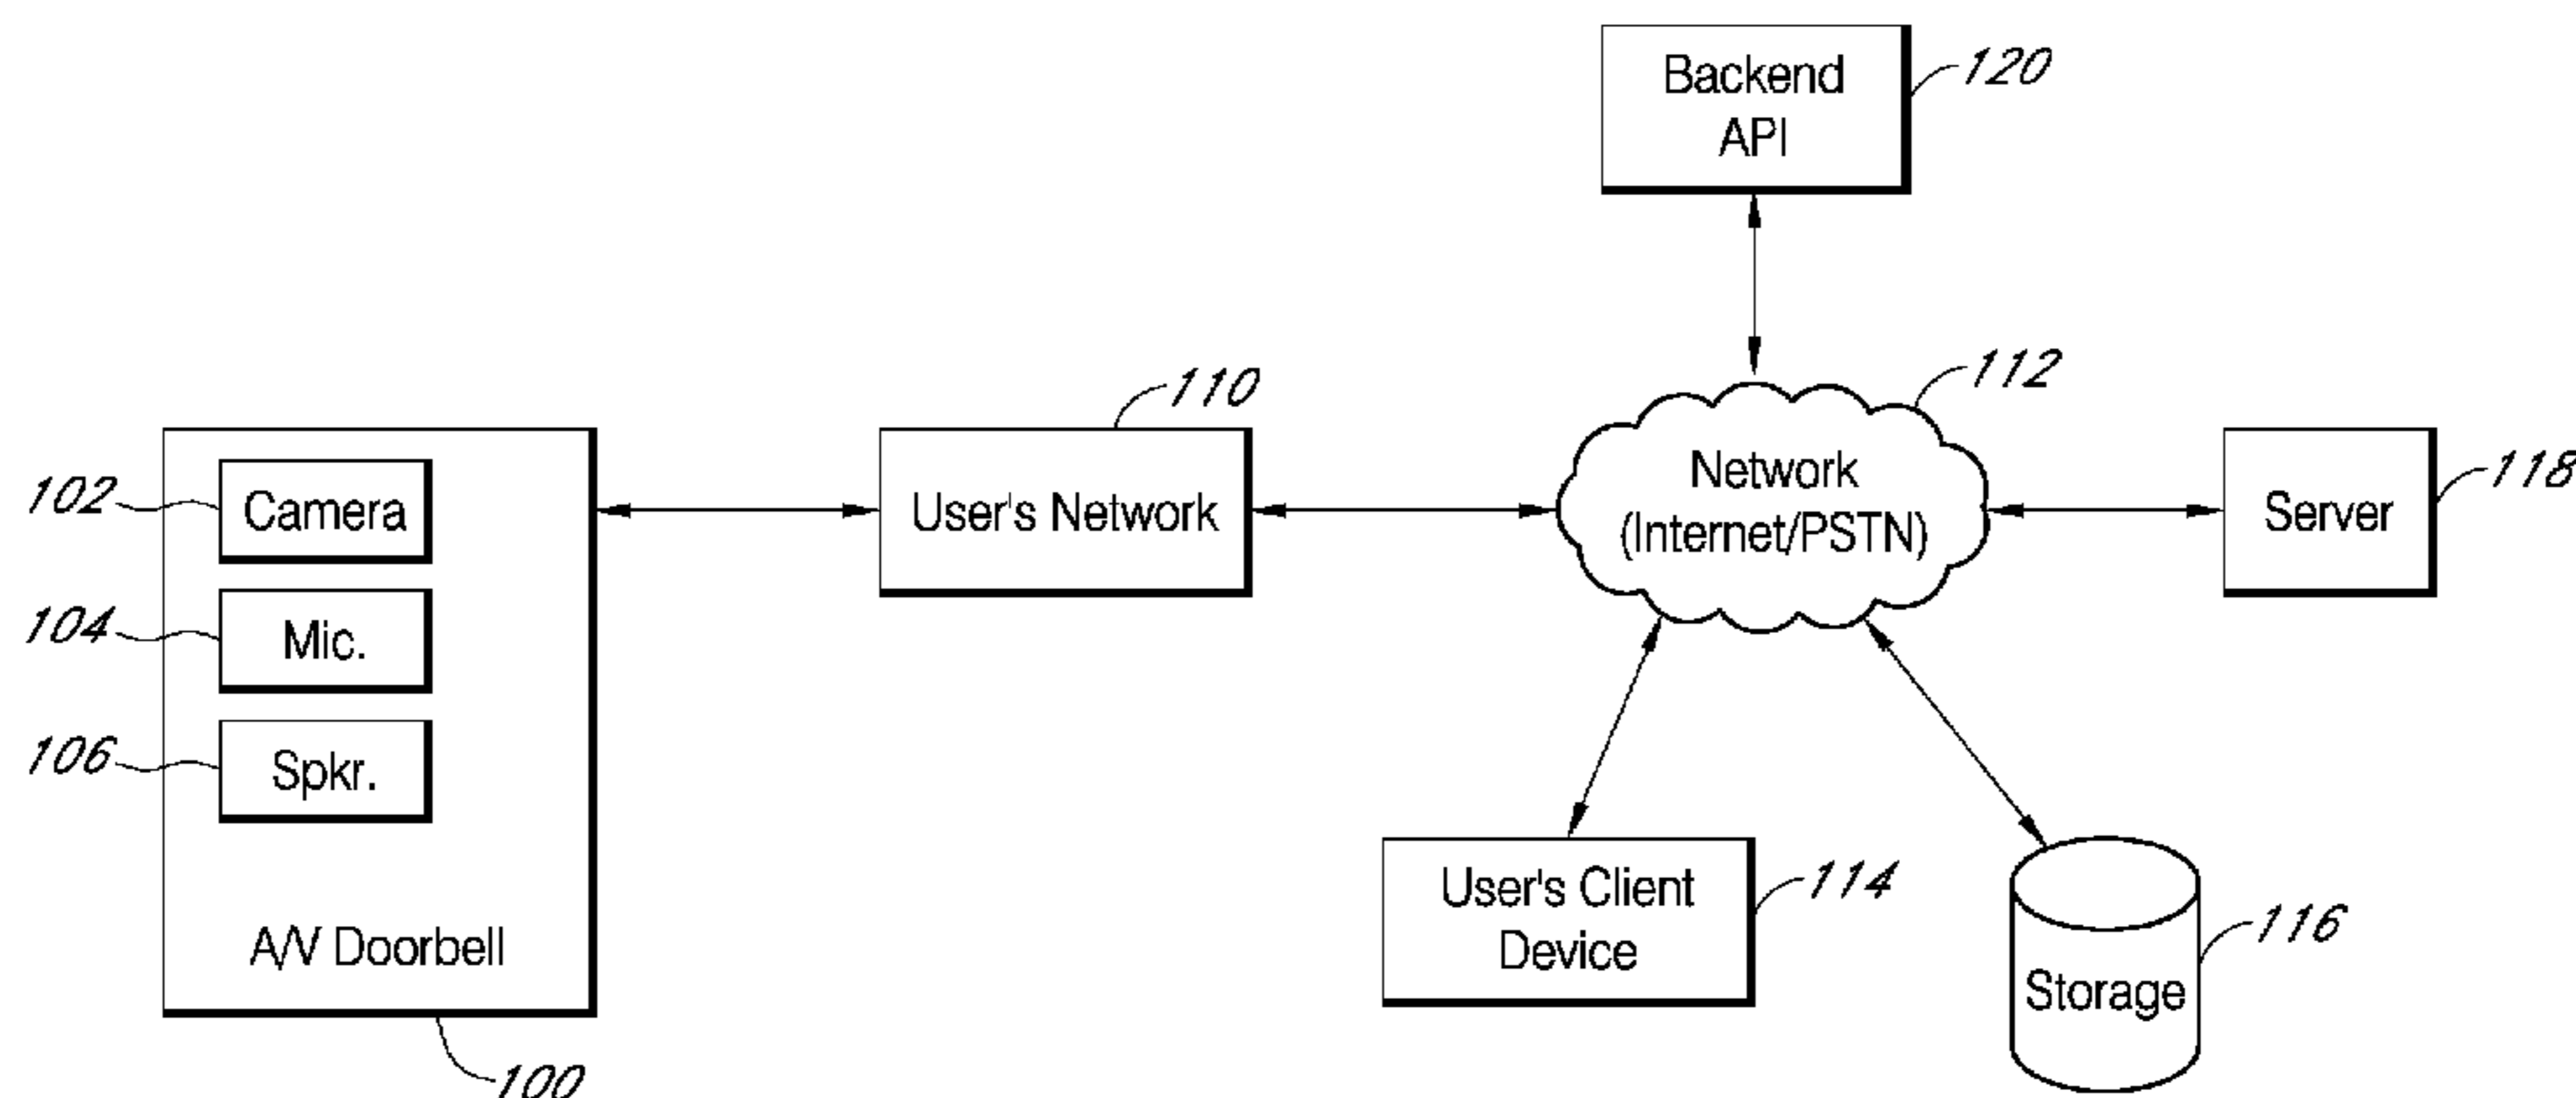 Backend
API
120
112
110
Network
(Internet/PSTN)
Server
118
User's Network
102
Camera
104
Mic.
106
Spkr.
A/V Doorbell
100
User's Client
Device
114
Storage
116